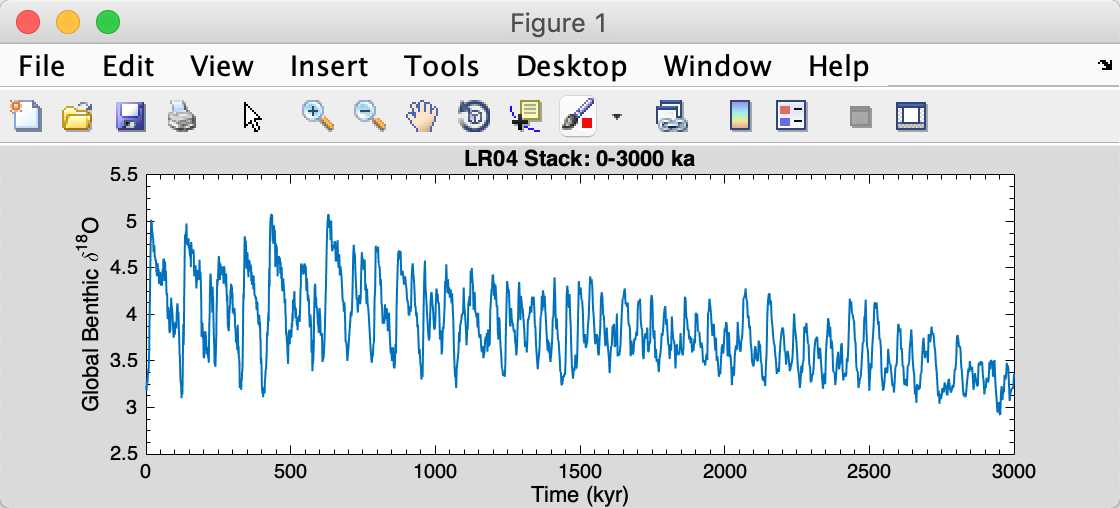 Figure 1
File Edit View Insert Tools Desktop Window Help
LR04 Stack: 0-3000 ka
Global Benthic δ¹⁸O
5.5
5
4.5
4
3.5
3
2.5
0 500 1000 1500 2000 2500 3000
Time (kyr)